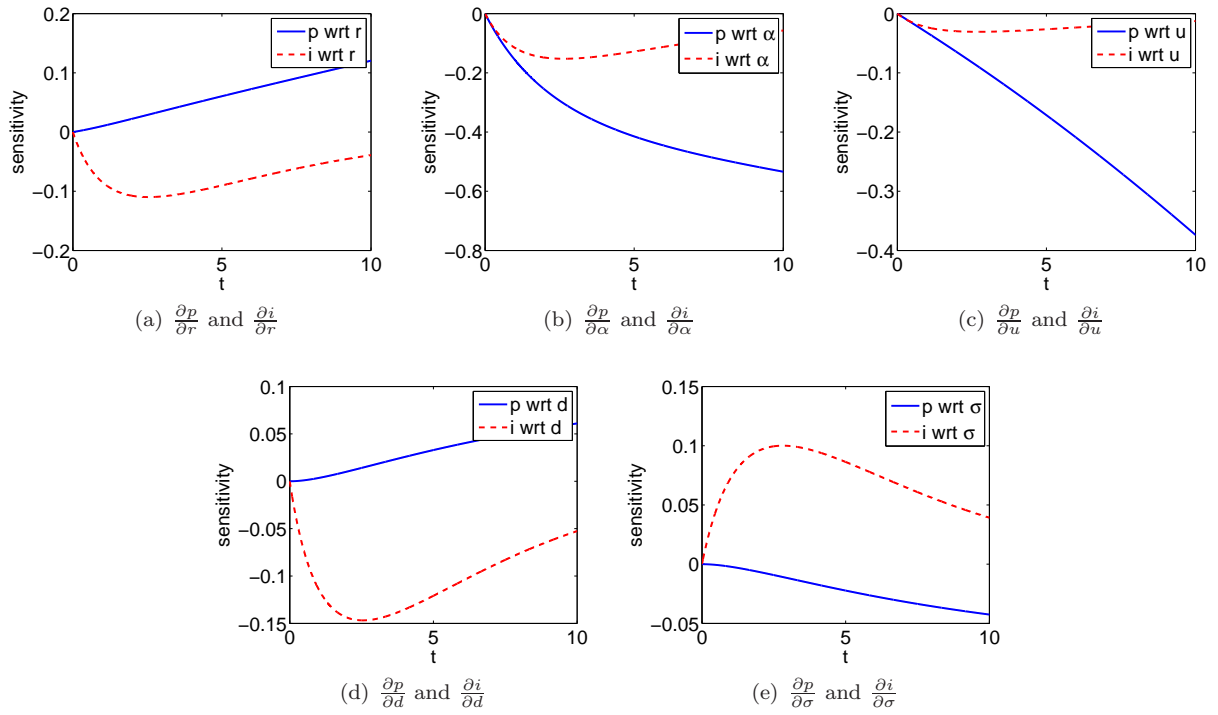 0.2
0.1
0
−0.1
−0.2
sensitivity
0
5
10
t
p wrt r
i wrt r
(a) ∂p/∂r and ∂i/∂r
0
−0.2
−0.4
−0.6
−0.8
sensitivity
0
5
10
t
p wrt α
i wrt α
(b) ∂p/∂α and ∂i/∂α
0
−0.1
−0.2
−0.3
−0.4
sensitivity
0
5
10
t
p wrt u
i wrt u
(c) ∂p/∂u and ∂i/∂u
0.1
0.05
0
−0.05
−0.1
−0.15
sensitivity
0
5
10
t
p wrt d
i wrt d
(d) ∂p/∂d and ∂i/∂d
0.15
0.1
0.05
0
−0.05
sensitivity
0
5
10
t
p wrt σ
i wrt σ
(e) ∂p/∂σ and ∂i/∂σ